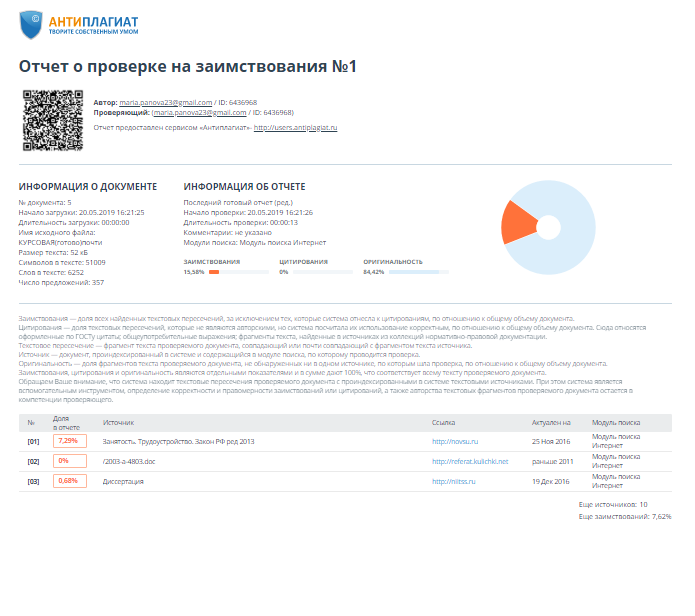 АНТИПЛАГИАТ
ТВОРИТЕ СОБСТВЕННЫМ УМОМ
Отчет о проверке на заимствования №1
Автор: maria.panova23@gmail.com / ID: 6436968
Проверяющий: (maria.panova23@gmail.com / ID: 6436968)
Отчет предоставлен сервисом «Антиплагиат»- http://users.antiplagiat.ru
ИНФОРМАЦИЯ О ДОКУМЕНТЕ
№ документа: 5
Начало загрузки: 20.05.2019 16:21:25
Длительность загрузки: 00:00:00
Имя исходного файла:
КУРСОВАЯ(готово)почти
Размер текста: 52 кБ
Символов в тексте: 51009
Слов в тексте: 6252
Число предложений: 357
ИНФОРМАЦИЯ ОБ ОТЧЕТЕ
Последний готовый отчет (ред.)
Начало проверки: 20.05.2019 16:21:26
Длительность проверки: 00:00:13
Комментарии: не указано
Модули поиска: Модуль поиска Интернет
ЗАИМСТВОВАНИЯ ЦИТИРОВАНИЯ ОРИГИНАЛЬНОСТЬ
15,58% 0% 84,42%
Заимствования — доля всех найденных текстовых пересечений, за исключением тех, которые система отнесла к цитированиям, по отношению к общему объему документа.
Цитирования — доля текстовых пересечений, которые не являются авторскими, но система посчитала их использование корректным, по отношению к общему объему документа. Сюда относятся
оформленные по ГОСТу цитаты; общеупотребительные выражения; фрагменты текста, найденные в источниках из коллекций нормативно-правовой документации.
Текстовое пересечение — фрагмент текста проверяемого документа, совпадающий или почти совпадающий с фрагментом текста источника.
Источник — документ, проиндексированный в системе и содержащийся в модуле поиска, по которому проводится проверка.
Оригинальность — доля фрагментов текста проверяемого документа, не обнаруженных ни в одном источнике, по которым шла проверка, по отношению к общему объему документа.
Заимствования, цитирования и оригинальность являются отдельными показателями и в сумме дают 100%, что соответствует всему тексту проверяемого документа.
Обращаем Ваше внимание, что система находит текстовые пересечения проверяемого документа с проиндексированными в системе текстовыми источниками. При этом система является
вспомогательным инструментом, определение корректности и правомерности заимствований или цитирований, а также авторства текстовых фрагментов проверяемого документа остается в
компетенции проверяющего.
№ Доля в отчете Источник Ссылка Актуален на Модуль поиска
[01] 7,29% Занятость. Трудоустройство. Закон РФ ред 2013 http://novsu.ru 25 Ноя 2016 Модуль поиска Интернет
[02] 0% /2003-a-4803.doc http://referat.kulichki.net раньше 2011 Модуль поиска Интернет
[03] 0,68% Диссертация 19 Дек 2016 Модуль поиска Интернет
Еще источников: 10
Еще заимствований: 7,62%